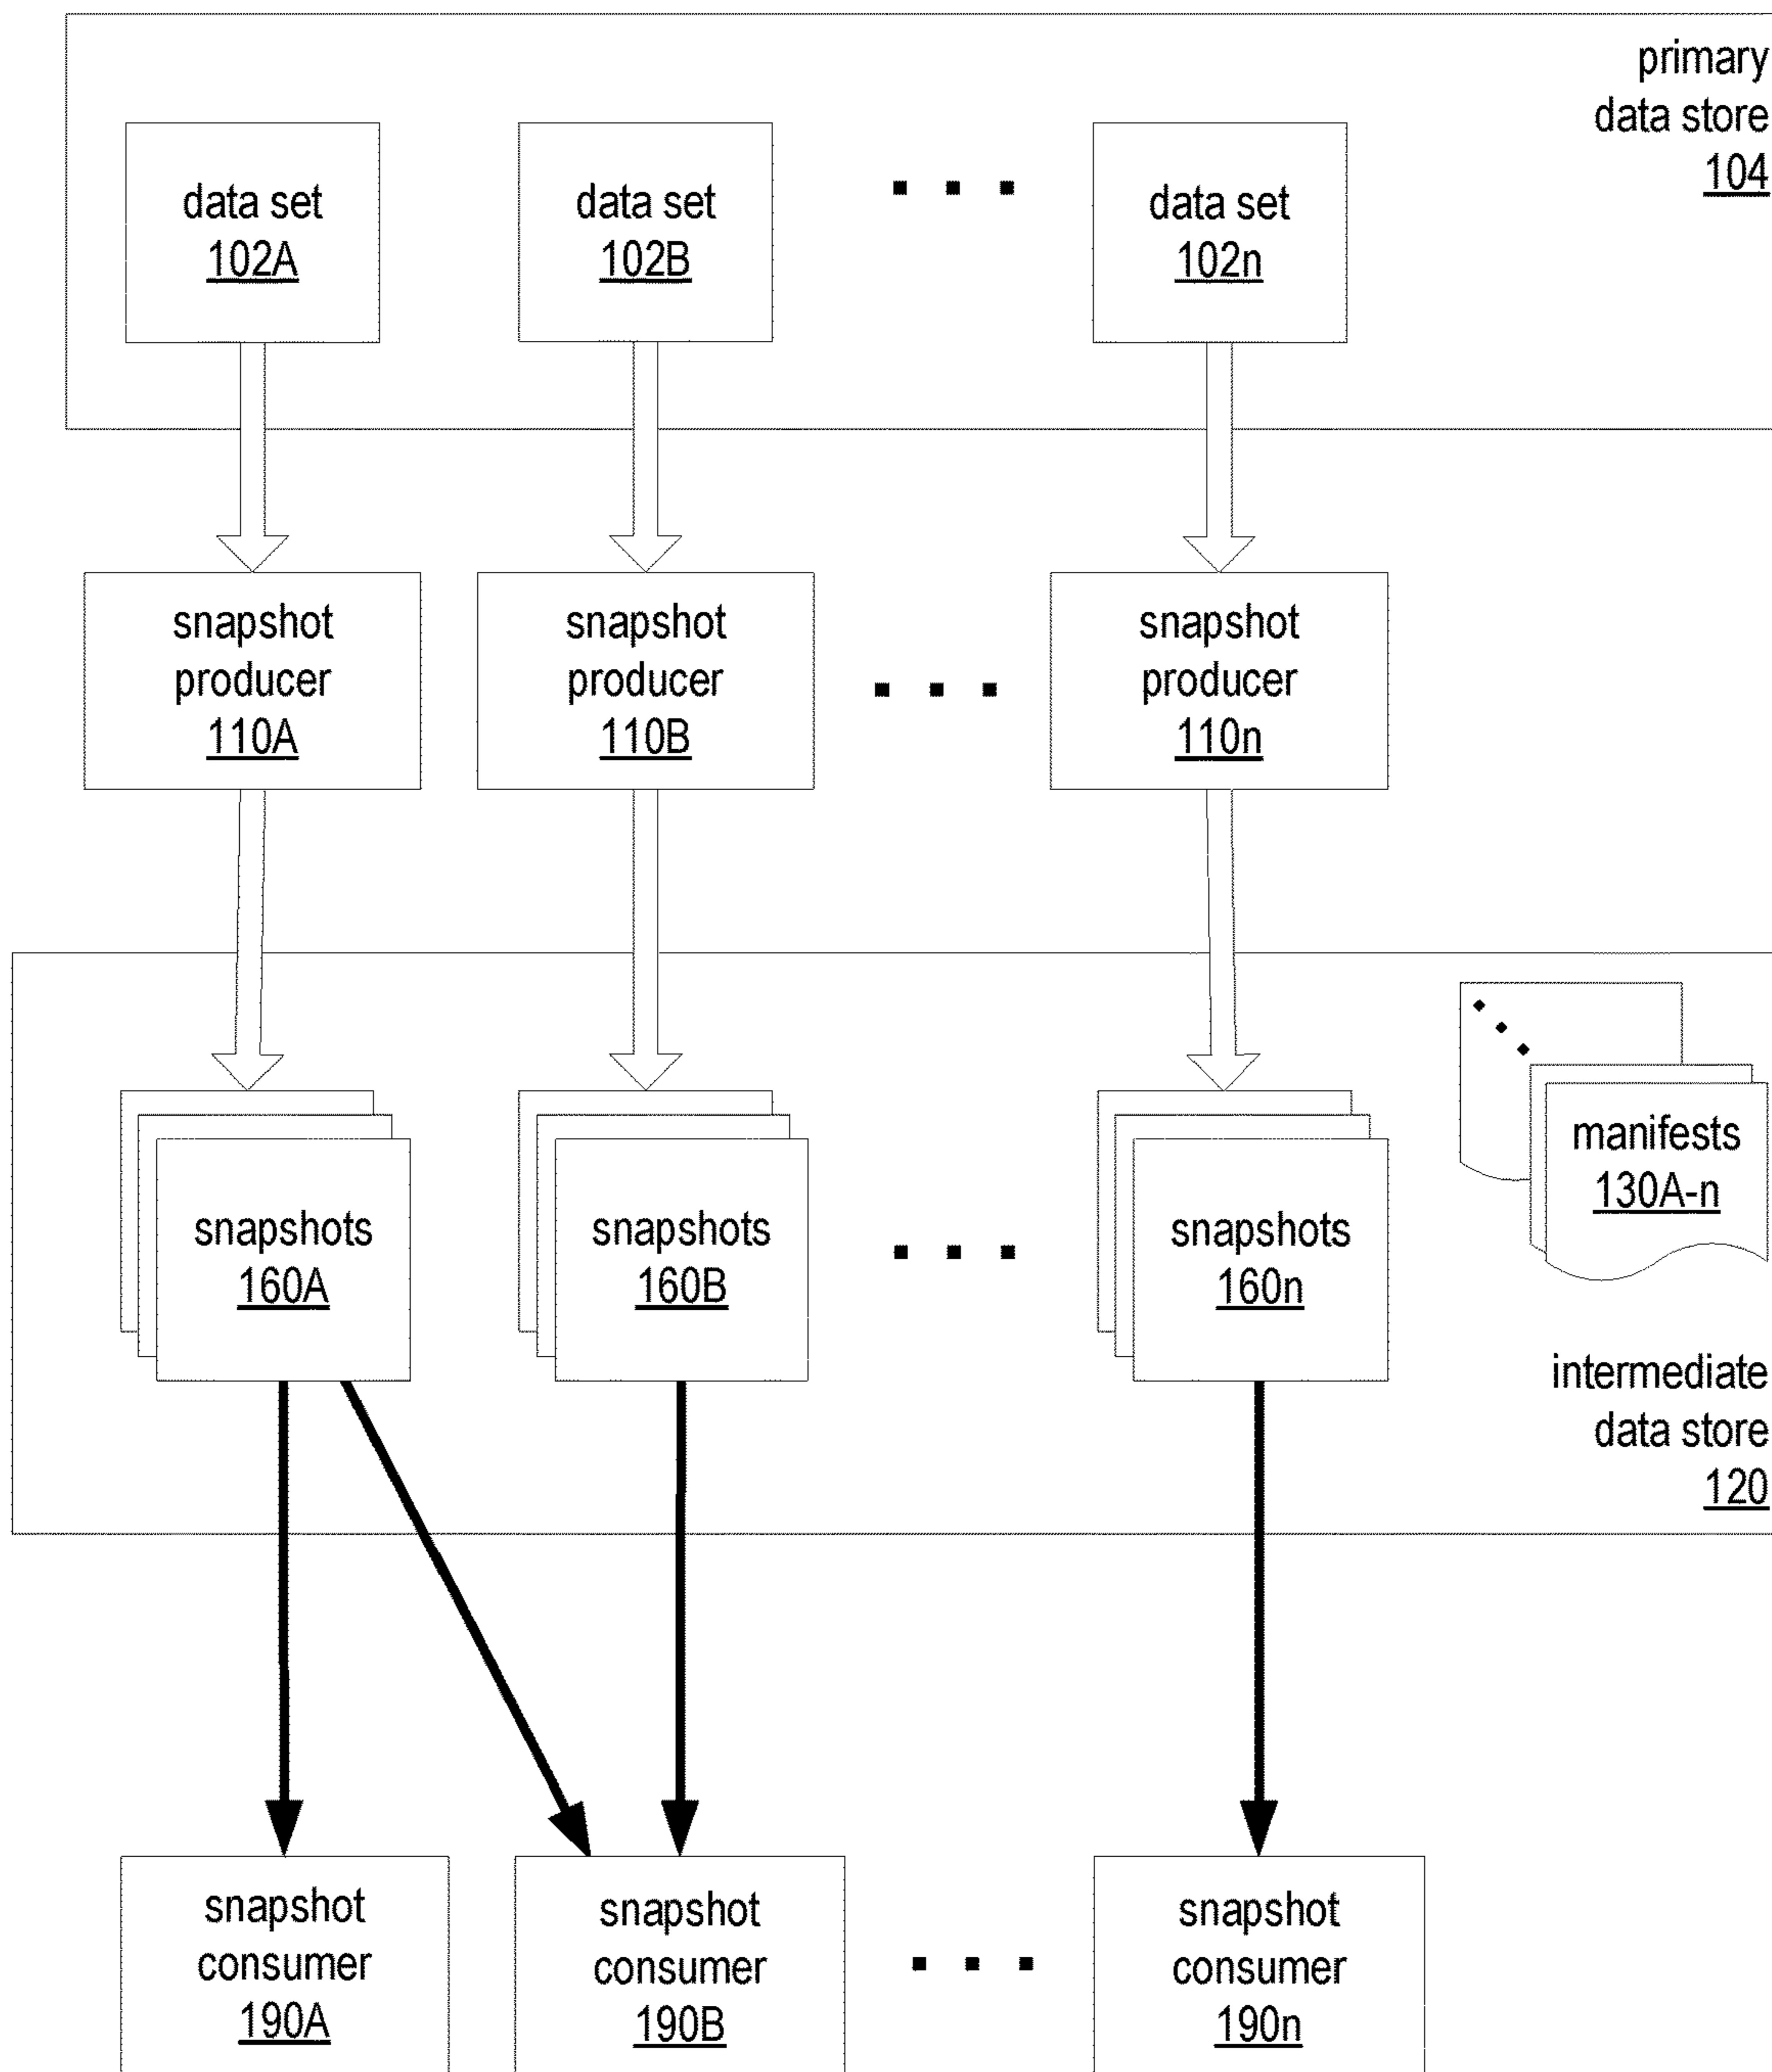 primary
data store
104
data set
102A
data set
102B
data set
102n
snapshot
producer
110A
snapshot
producer
110B
snapshot
producer
110n
manifests
130A-n
snapshots
160A
snapshots
160B
snapshots
160n
intermediate
data store
120
snapshot
consumer
190A
snapshot
consumer
190B
snapshot
consumer
190n